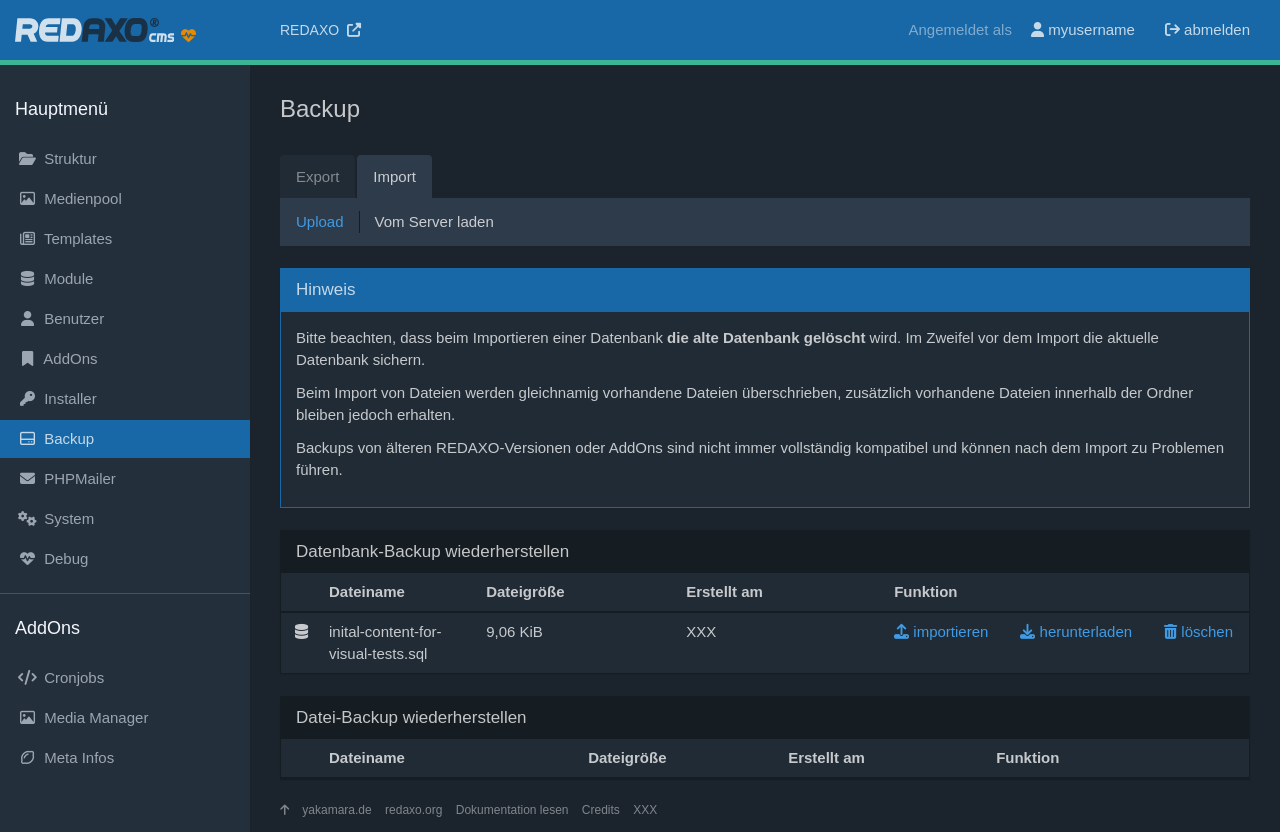 REDAXO® cms
REDAXO
Angemeldet als myusername abmelden
Hauptmenü
Struktur
Medienpool
Templates
Module
Benutzer
AddOns
Installer
Backup
PHPMailer
System
Debug
AddOns
Cronjobs
Media Manager
Meta Infos
Backup
Export Import
Upload Vom Server laden
Hinweis
Bitte beachten, dass beim Importieren einer Datenbank die alte Datenbank gelöscht wird. Im Zweifel vor dem Import die aktuelle
Datenbank sichern.
Beim Import von Dateien werden gleichnamig vorhandene Dateien überschrieben, zusätzlich vorhandene Dateien innerhalb der Ordner
bleiben jedoch erhalten.
Backups von älteren REDAXO-Versionen oder AddOns sind nicht immer vollständig kompatibel und können nach dem Import zu Problemen
führen.
Datenbank-Backup wiederherstellen
Dateiname Dateigröße Erstellt am Funktion
inital-content-for- 9,06 KiB XXX importieren herunterladen löschen
visual-tests.sql
Datei-Backup wiederherstellen
Dateiname Dateigröße Erstellt am Funktion
yakamara.de redaxo.org Dokumentation lesen Credits XXX